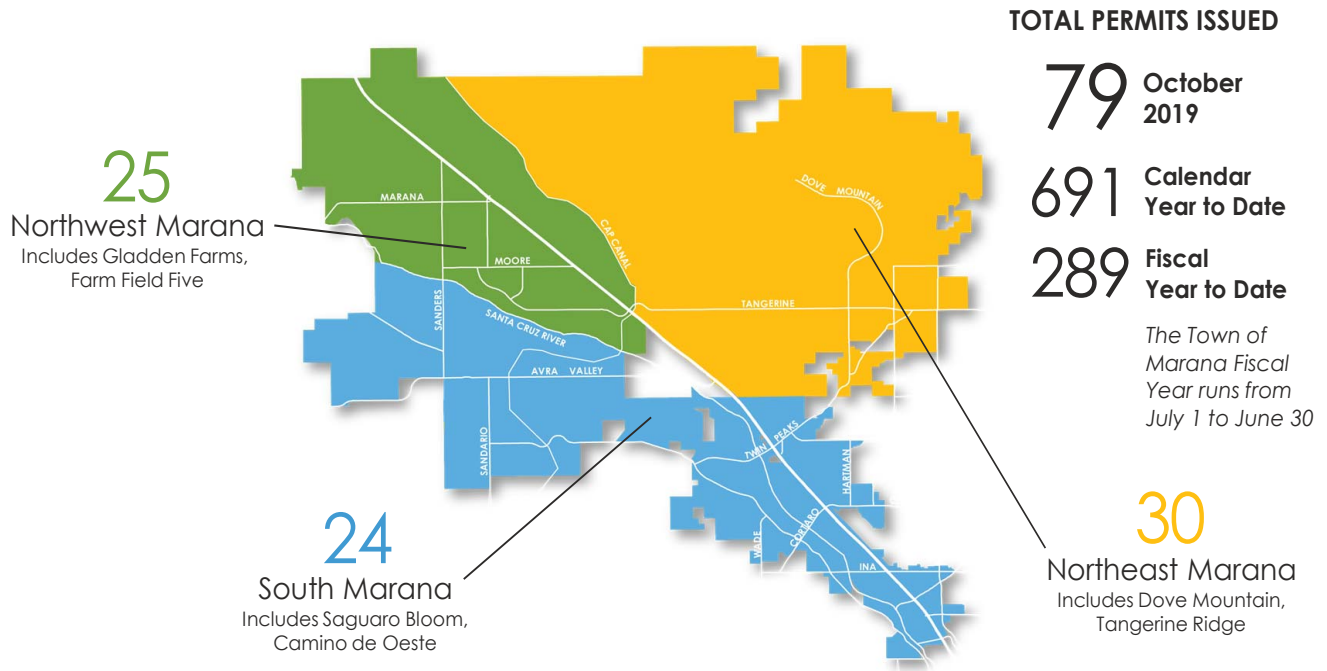 TOTAL PERMITS ISSUED
79
October
2019
691
Calendar
Year to Date
289
Fiscal
Year to Date
The Town of
Marana Fiscal
Year runs from
July 1 to June 30
25
Northwest Marana
Includes Gladden Farms,
Farm Field Five
MARANA
MOORE
SANDERS
SANTA CRUZ RIVER
CAP CANAL
DOVE MOUNTAIN
TANGERINE
AVRA VALLEY
SANDARIO
TWIN PEAKS
HARTMAN
WADE
CORTARO
INA
24
South Marana
Includes Saguaro Bloom,
Camino de Oeste
30
Northeast Marana
Includes Dove Mountain,
Tangerine Ridge